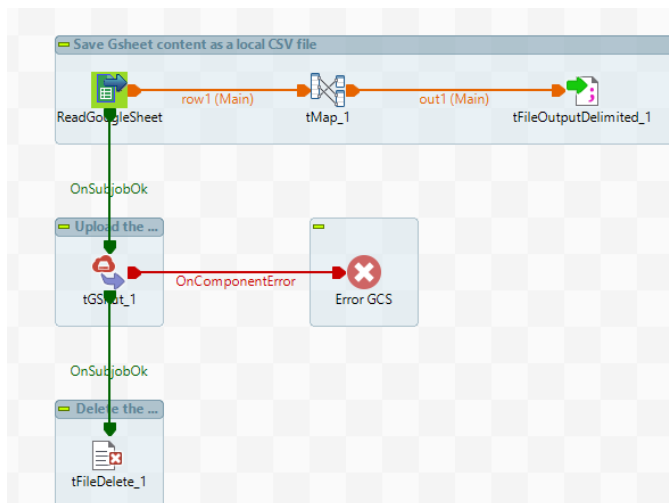 Save Gsheet content as a local CSV file
row1 (Main)
out1 (Main)
ReadGoogleSheet
tMap_1
tFileOutputDelimited_1
OnSubjobOk
Upload the ...
OnComponentError
tGSPut_1
Error GCS
OnSubjobOk
Delete the ...
tFileDelete_1